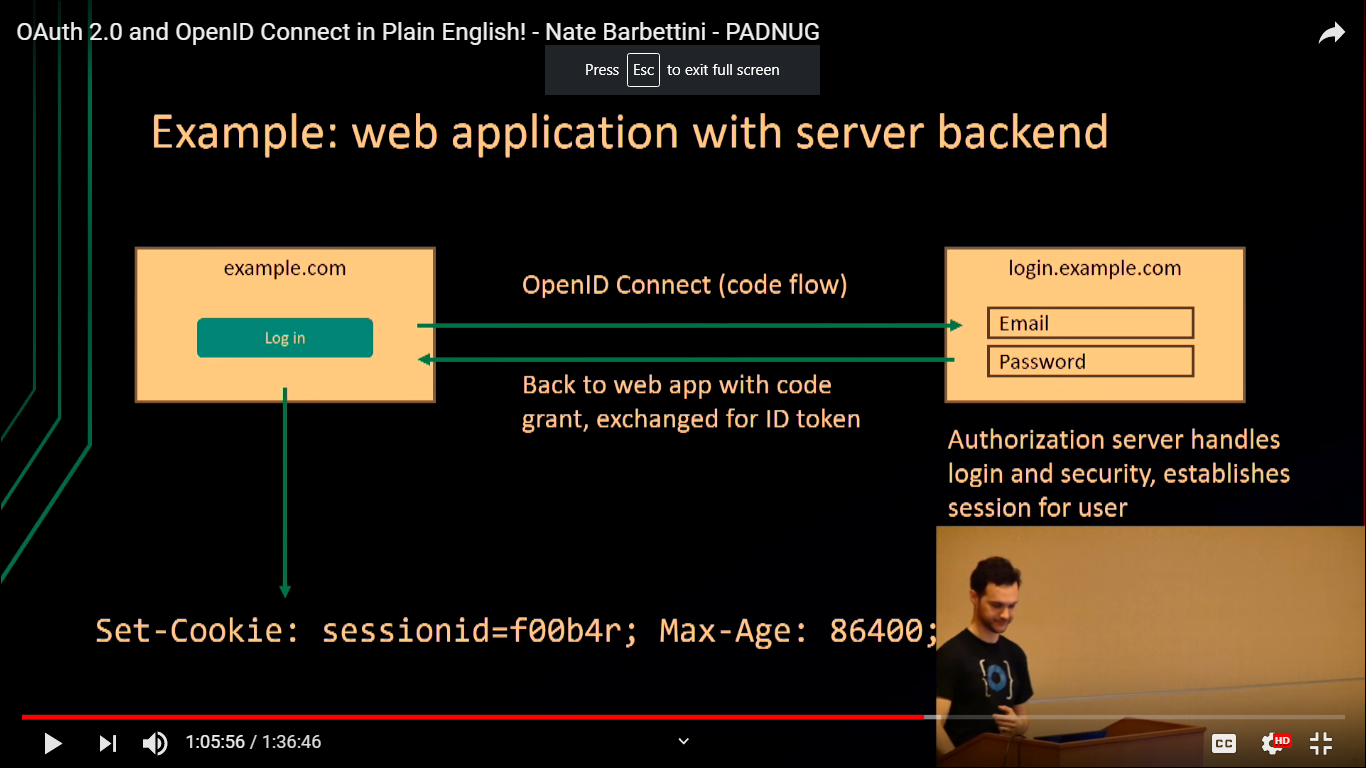 OAuth 2.0 and OpenID Connect in Plain English! - Nate Barbettini - PADNUG
Press Esc to exit full screen
Example: web application with server backend
example.com
Log in
OpenID Connect (code flow)
Back to web app with code
grant, exchanged for ID token
login.example.com
Email
Password
Authorization server handles
login and security, establishes
session for user
Set-Cookie: sessionid=f00b4r; Max-Age: 86400;
1:05:56 / 1:36:46
CC
HD